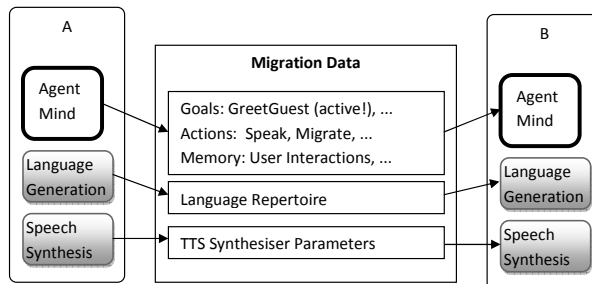 A
Agent
Mind
Language
Generation
Speech
Synthesis
Migration Data
Goals: GreetGuest (active!), ...
Actions: Speak, Migrate, ...
Memory: User Interactions, ...
Language Repertoire
TTS Synthesiser Parameters
B
Agent
Mind
Language
Generation
Speech
Synthesis